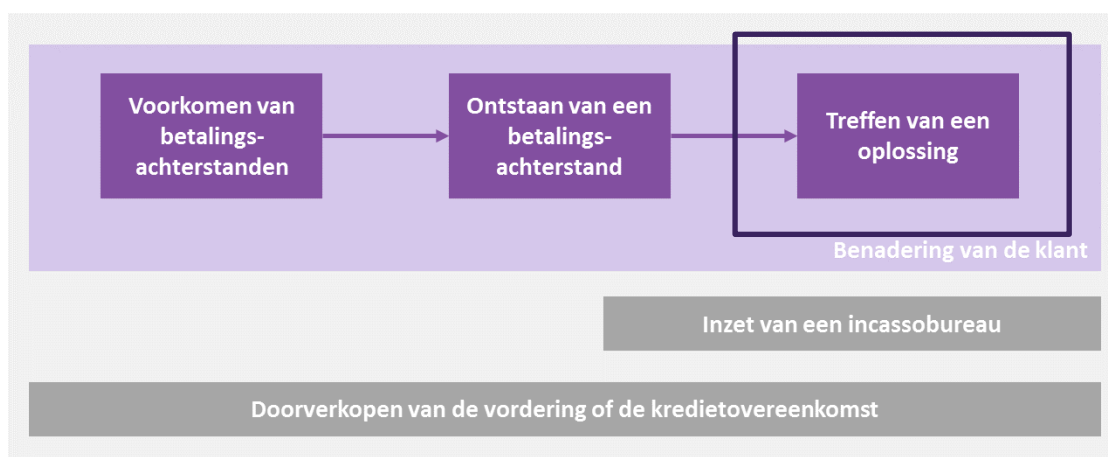 Voorkomen van
betalings-
achterstanden
Ontstaan van een
betalings-
achterstand
Treffen van een
oplossing
Benadering van de klant
Inzet van een incassobureau
Doorverkopen van de vordering of de kredietovereenkomst